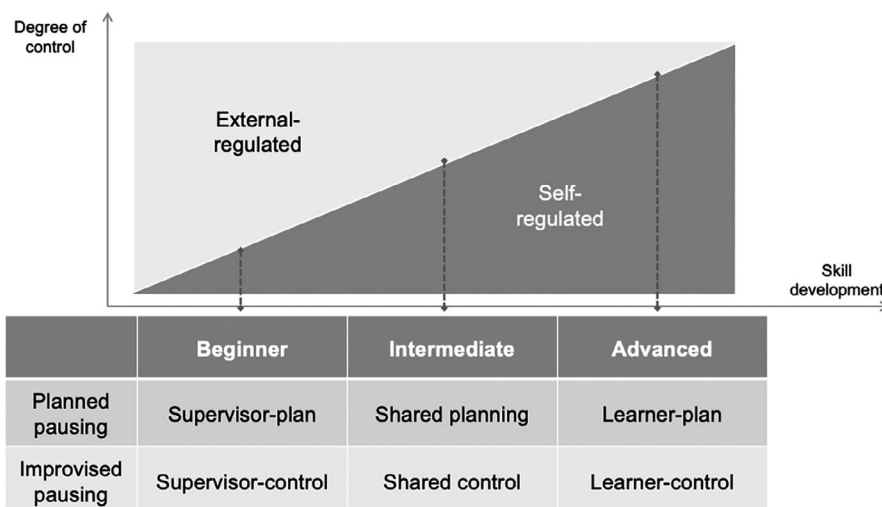 Degree of
control
External-
regulated
Self-
regulated
Skill
development
Beginner Intermediate Advanced
Planned
pausing
Supervisor-plan Shared planning Learner-plan
Improvised
pausing
Supervisor-control Shared control Learner-control